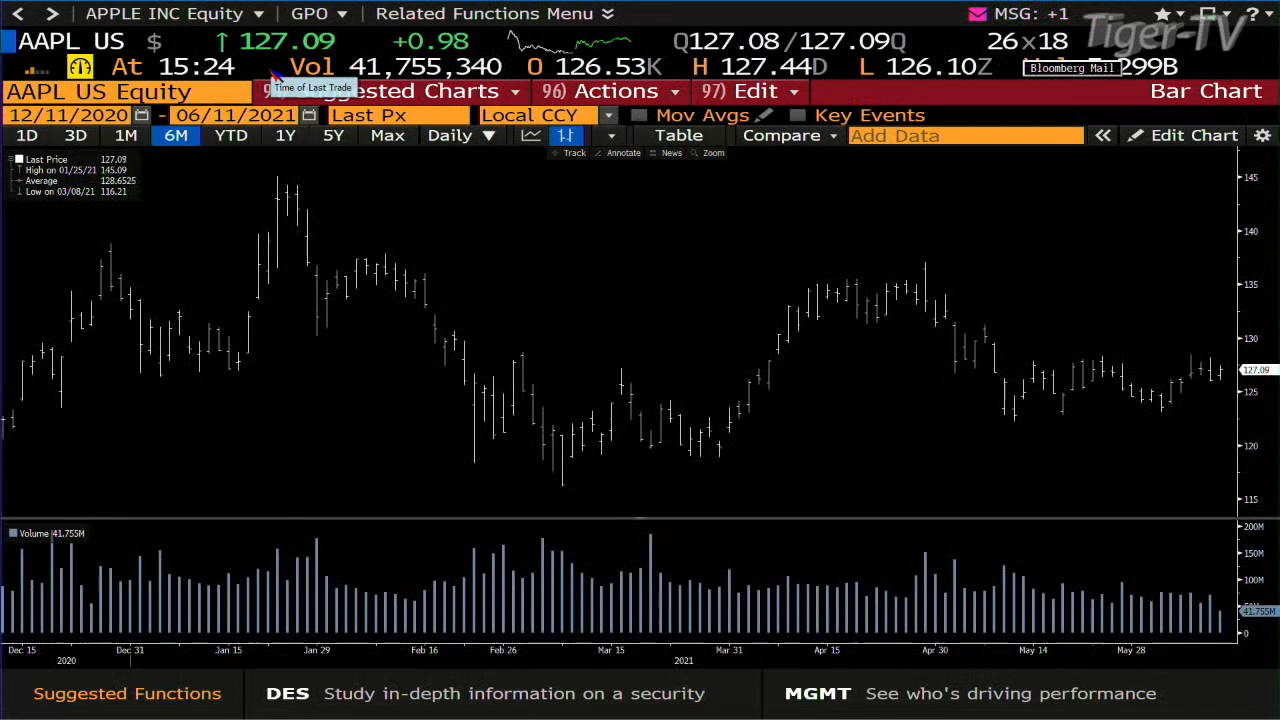 APPLE INC Equity GPO Related Functions Menu MSG: +1 ?
Tiger-TV
AAPL US $ ↑ 127.09 +0.98 Q127.08/127.09Q 26x18
At 15:24 Vol 41,755,340 O 126.53K H 127.44D L 126.10Z 299B
Bloomberg Mail
Time of Last Trade
AAPL US Equity Suggested Charts 96) Actions 97) Edit Bar Chart
12/11/2020 - 06/11/2021 Last Px Local CCY Mov Avgs Key Events
1D 3D 1M 6M YTD 1Y 5Y Max Daily ▼ Table Compare Add Data « Edit Chart
Track Annotate News Zoom
Last Price 127.09
High on 01/25/21 145.09
Average 128.6525
Low on 03/08/21 116.21
145
140
135
130
127.09
125
120
115
Volume 41.755M
200M
150M
100M
41.755M
0
Dec 15 Dec 31 Jan 15 Jan 29 Feb 16 Feb 26 Mar 15 Mar 31 Apr 15 Apr 30 May 14 May 28
2020 2021
Suggested Functions DES Study in-depth information on a security MGMT See who's driving performance